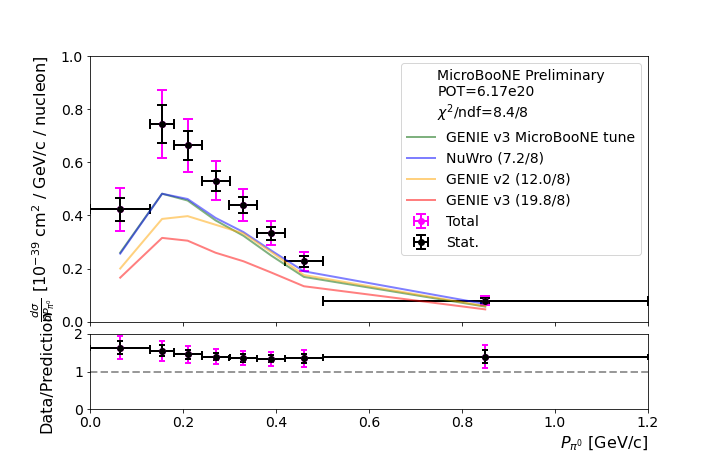 MicroBooNE Preliminary
POT=6.17e20
χ²/ndf=8.4/8
GENIE v3 MicroBooNE tune
NuWro (7.2/8)
GENIE v2 (12.0/8)
GENIE v3 (19.8/8)
Total
Stat.
dσ/dP_π⁰ [10⁻³⁹ cm² / GeV/c / nucleon]
1.0
0.8
0.6
0.4
0.2
0.0
Data/Prediction
2
1
0
0.0 0.2 0.4 0.6 0.8 1.0 1.2
P_π⁰ [GeV/c]